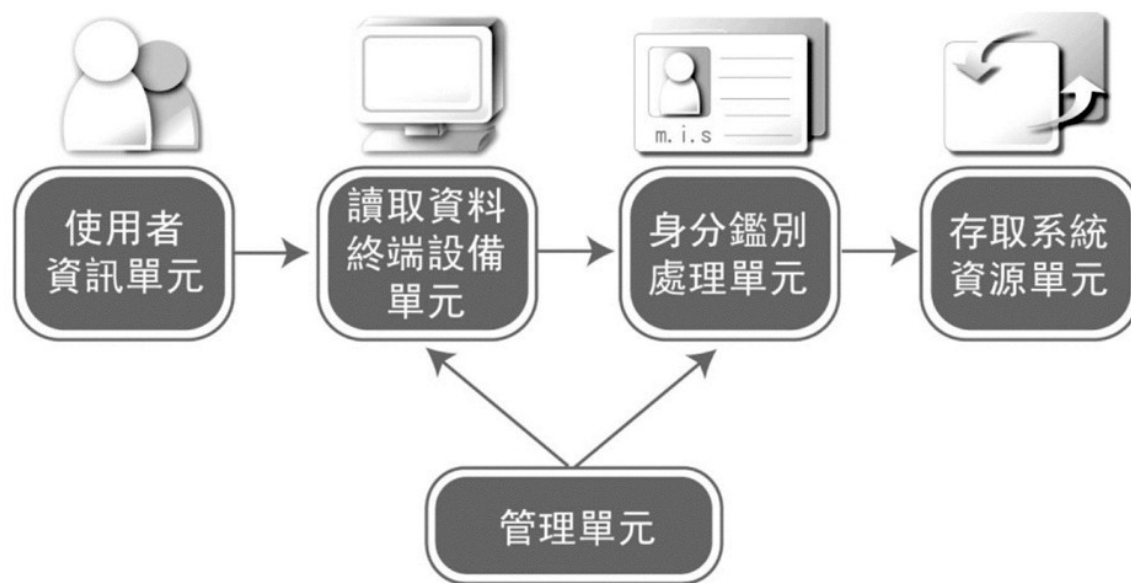 m.i.s
使用者
資訊單元
讀取資料
終端設備
單元
身分鑑別
處理單元
存取系統
資源單元
管理單元